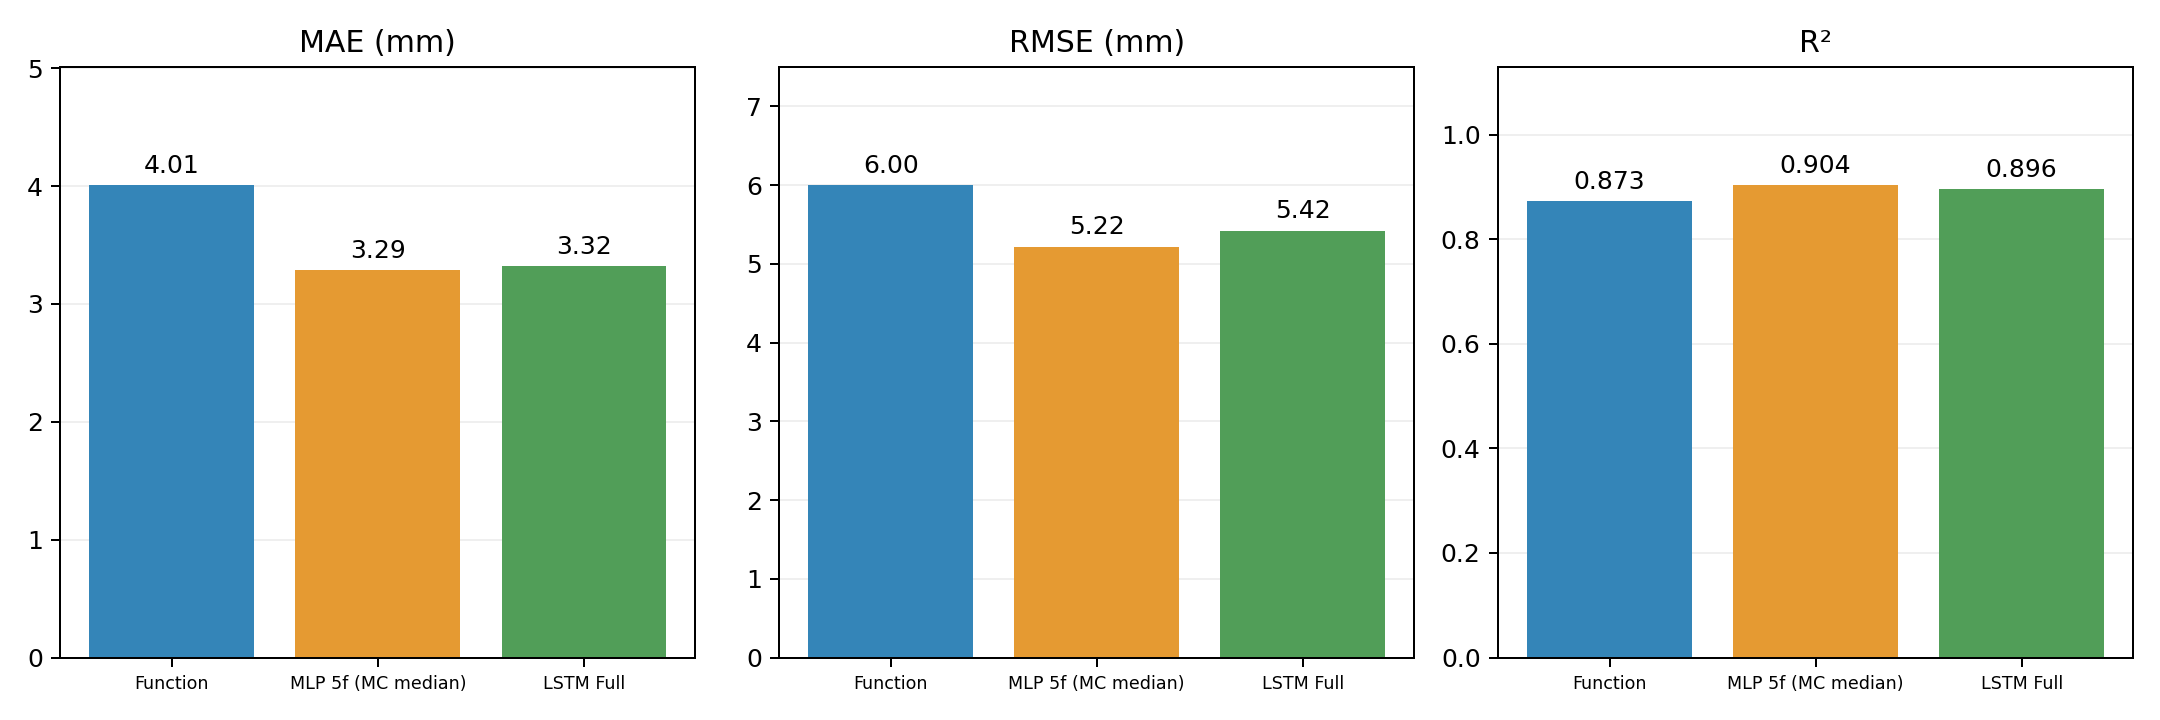 MAE (mm)
5
4
3
2
1
0
4.01
3.29
3.32
Function
MLP 5f (MC median)
LSTM Full
RMSE (mm)
7
6
5
4
3
2
1
0
6.00
5.22
5.42
Function
MLP 5f (MC median)
LSTM Full
R²
1.0
0.8
0.6
0.4
0.2
0.0
0.873
0.904
0.896
Function
MLP 5f (MC median)
LSTM Full